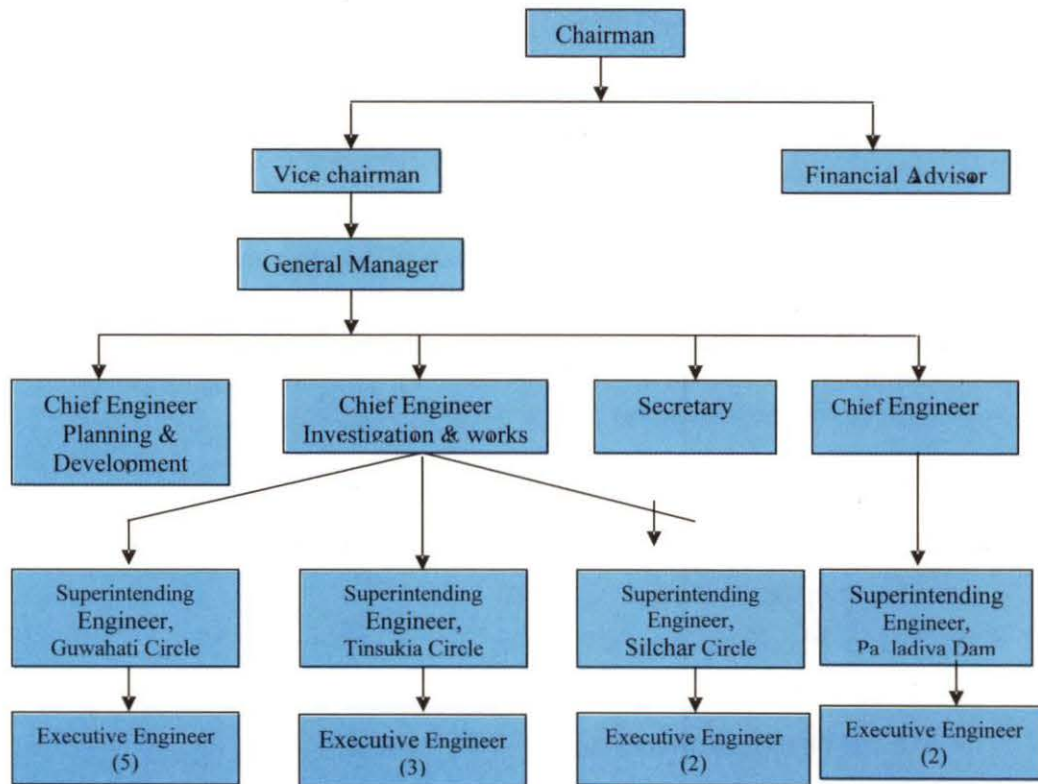 Chairman
Vice chairman
Financial Advisor
General Manager
Chief Engineer
Planning &
Development
Chief Engineer
Investigation & works
Secretary
Chief Engineer
Superintending
Engineer,
Guwahati Circle
Superintending
Engineer,
Tinsukia Circle
Superintending
Engineer,
Silchar Circle
Superintending
Engineer,
Dam
Executive Engineer
(5)
Executive Engineer
(3)
Executive Engineer
(2)
Executive Engineer
(2)